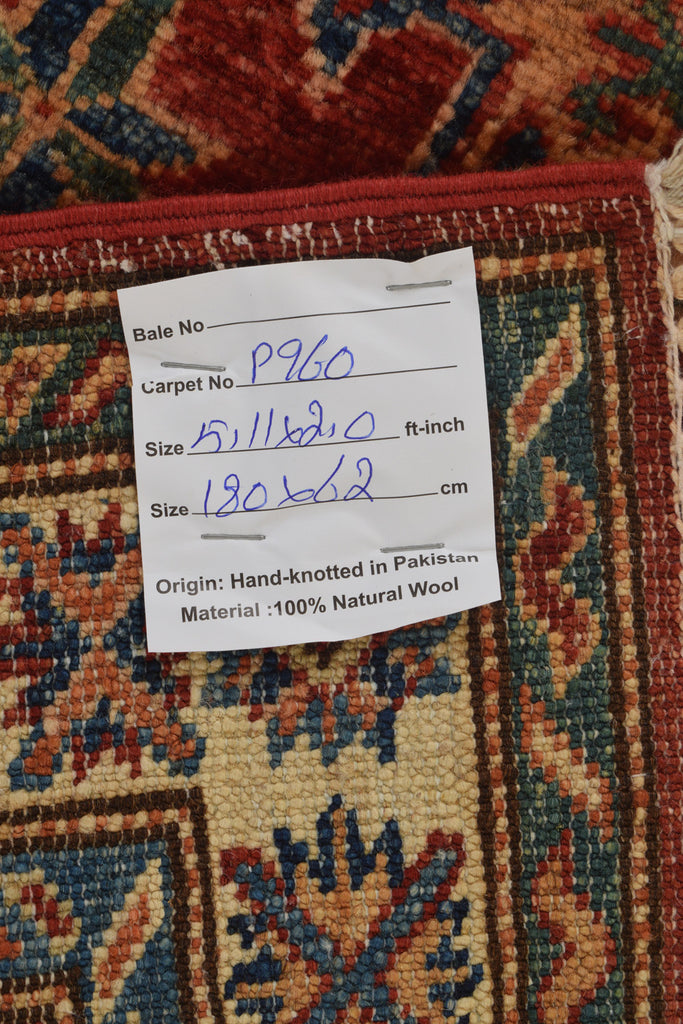 Bale No
Carpet No P960
Size 5,11x2,0 ft-inch
Size 180x62 cm
Origin: Hand-knotted in Pakistan
Material :100% Natural Wool